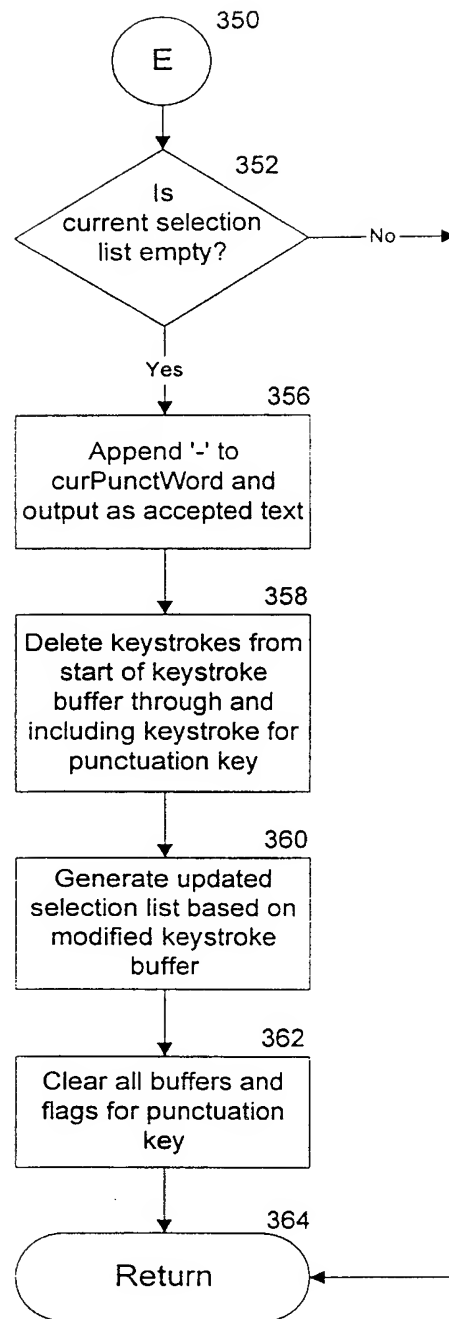 350
E
352
Is
current selection
list empty?
No
Yes
356
Append '-' to
curPunctWord and
output as accepted text
358
Delete keystrokes from
start of keystroke
buffer through and
including keystroke for
punctuation key
360
Generate updated
selection list based on
modified keystroke
buffer
362
Clear all buffers and
flags for punctuation
key
364
Return